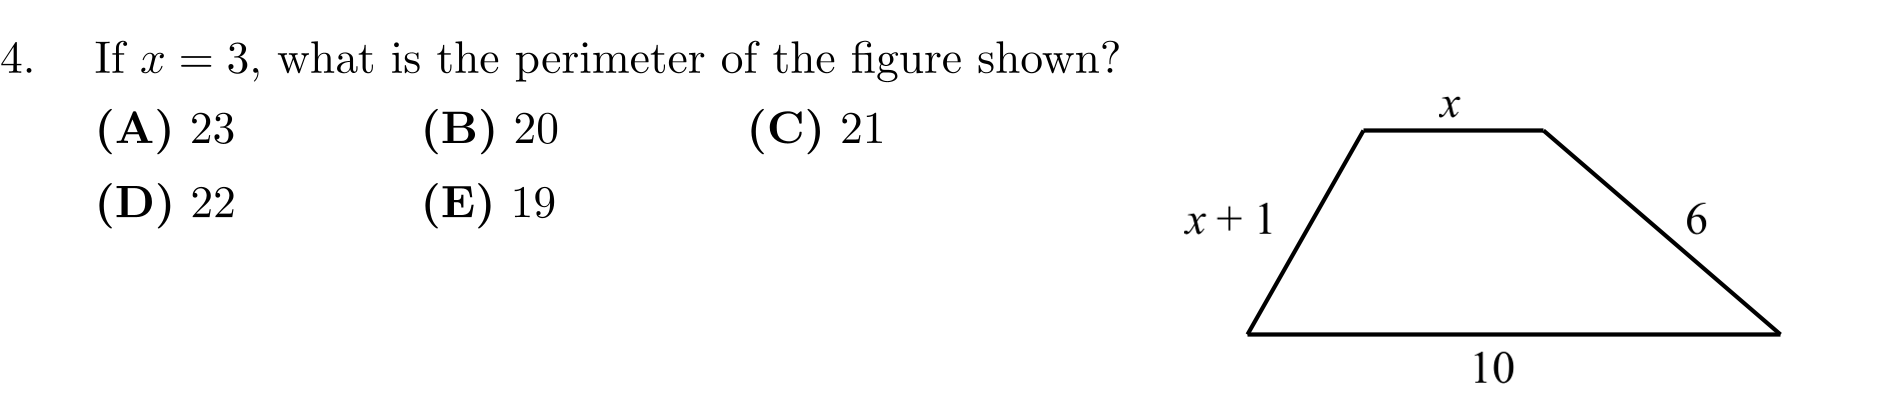 4. If x = 3, what is the perimeter of the figure shown?
(A) 23 (B) 20 (C) 21
(D) 22 (E) 19
x
x + 1
6
10